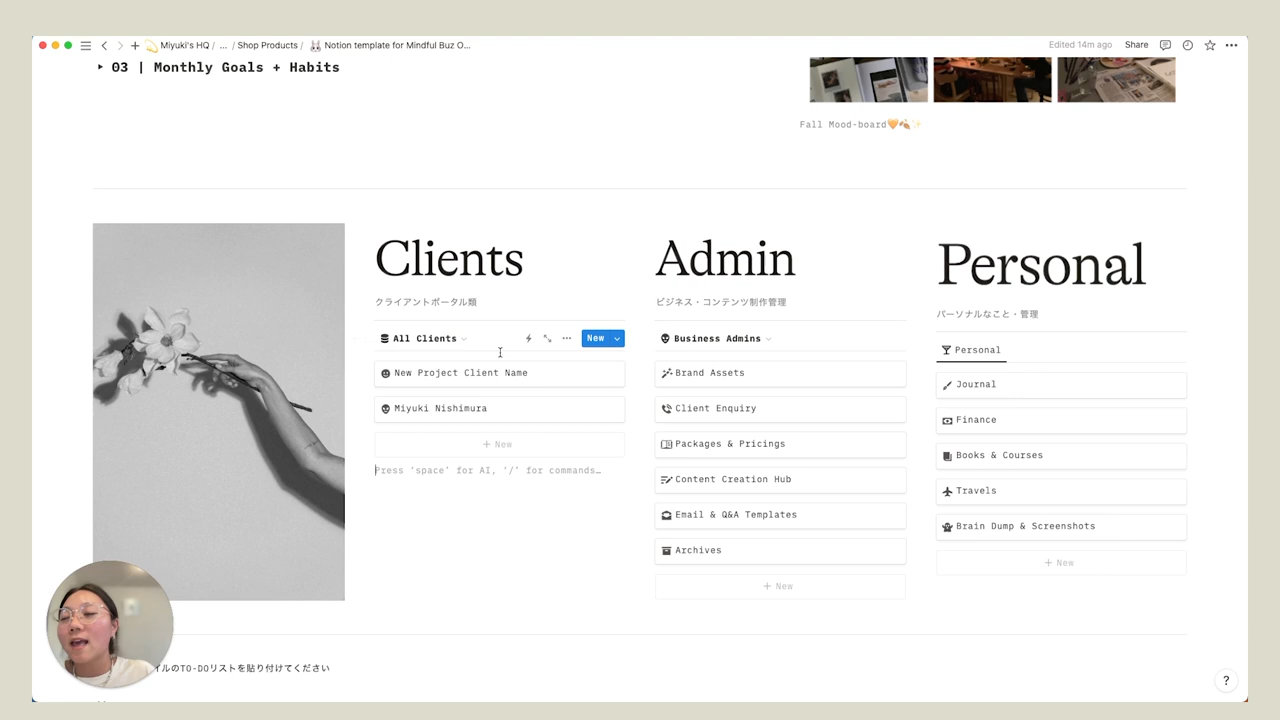 Miyuki's HQ / ... / Shop Products / Notion template for Mindful Buz O...
Edited 14m ago Share
03 | Monthly Goals + Habits
Fall Mood-board🧡🍂✨
Clients
クライアントポータル類
All Clients
New
New Project Client Name
Miyuki Nishimura
+ New
Press 'space' for AI, '/' for commands…
Admin
ビジネス・コンテンツ制作管理
Business Admins
Brand Assets
Client Enquiry
Packages & Pricings
Content Creation Hub
Email & Q&A Templates
Archives
+ New
Personal
パーソナルなこと・管理
Personal
Journal
Finance
Books & Courses
Travels
Brain Dump & Screenshots
+ New
イルのTO-DOリストを貼り付けてください
?